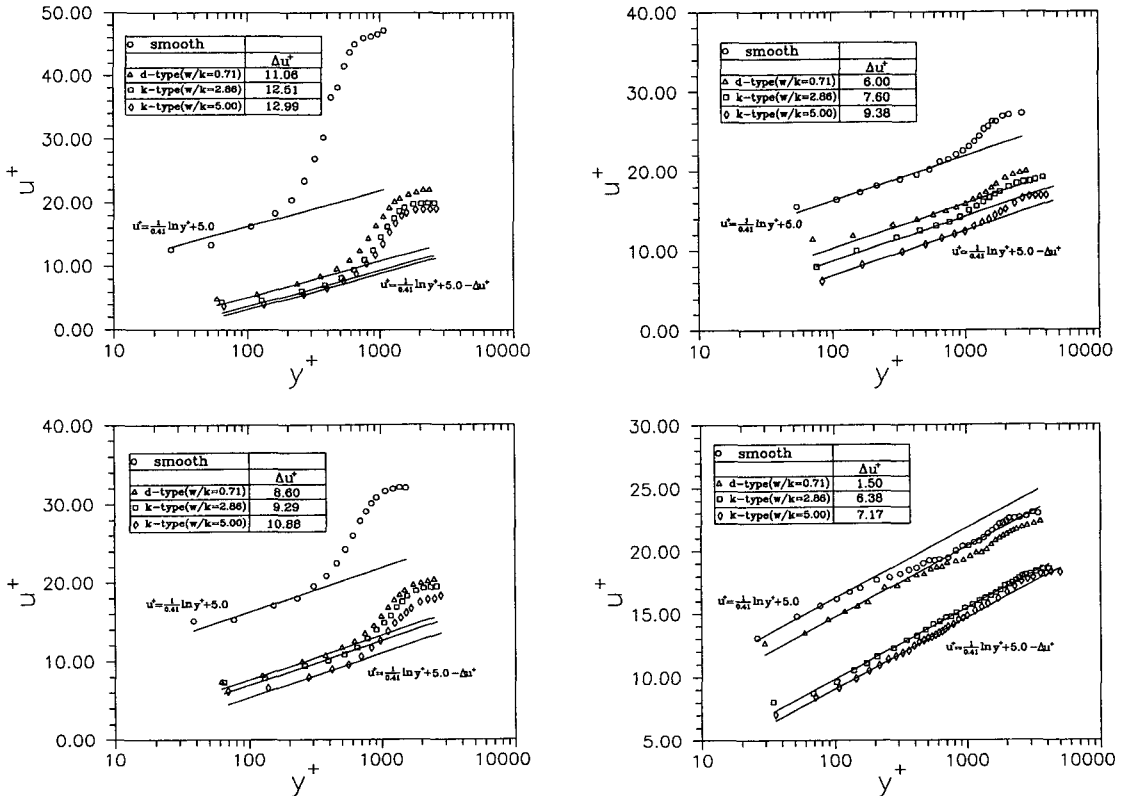 50.00
40.00
30.00
20.00
10.00
0.00
u⁺
10 100 1000 10000
y⁺
o smooth
Δu⁺
△ d-type(w/k=0.71) 11.06
□ k-type(w/k=2.86) 12.51
◊ k-type(w/k=5.00) 12.99
u⁺=1/0.41 ln y⁺+5.0
u⁺=1/0.41 ln y⁺+5.0-Δu⁺
40.00
30.00
20.00
10.00
0.00
u⁺
10 100 1000 10000
y⁺
o smooth
Δu⁺
△ d-type(w/k=0.71) 6.00
□ k-type(w/k=2.86) 7.60
◊ k-type(w/k=5.00) 9.38
u⁺=1/0.41 ln y⁺+5.0
u⁺=1/0.41 ln y⁺+5.0-Δu⁺
40.00
30.00
20.00
10.00
0.00
u⁺
10 100 1000 10000
y⁺
o smooth
Δu⁺
△ d-type(w/k=0.71) 8.60
□ k-type(w/k=2.86) 9.29
◊ k-type(w/k=5.00) 10.88
u⁺=1/0.41 ln y⁺+5.0
u⁺=1/0.41 ln y⁺+5.0-Δu⁺
30.00
25.00
20.00
15.00
10.00
5.00
u⁺
10 100 1000 10000
y⁺
o smooth
Δu⁺
△ d-type(w/k=0.71) 1.50
□ k-type(w/k=2.86) 6.38
◊ k-type(w/k=5.00) 7.17
u⁺=1/0.41 ln y⁺+5.0
u⁺=1/0.41 ln y⁺+5.0-Δu⁺